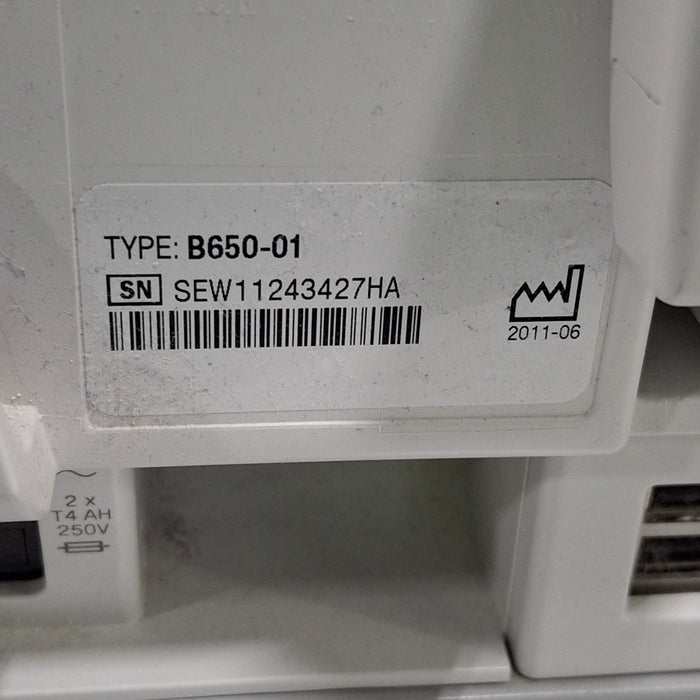 TYPE: B650-01
SN SEW11243427HA
2011-06
2 x
T4 AH
250V